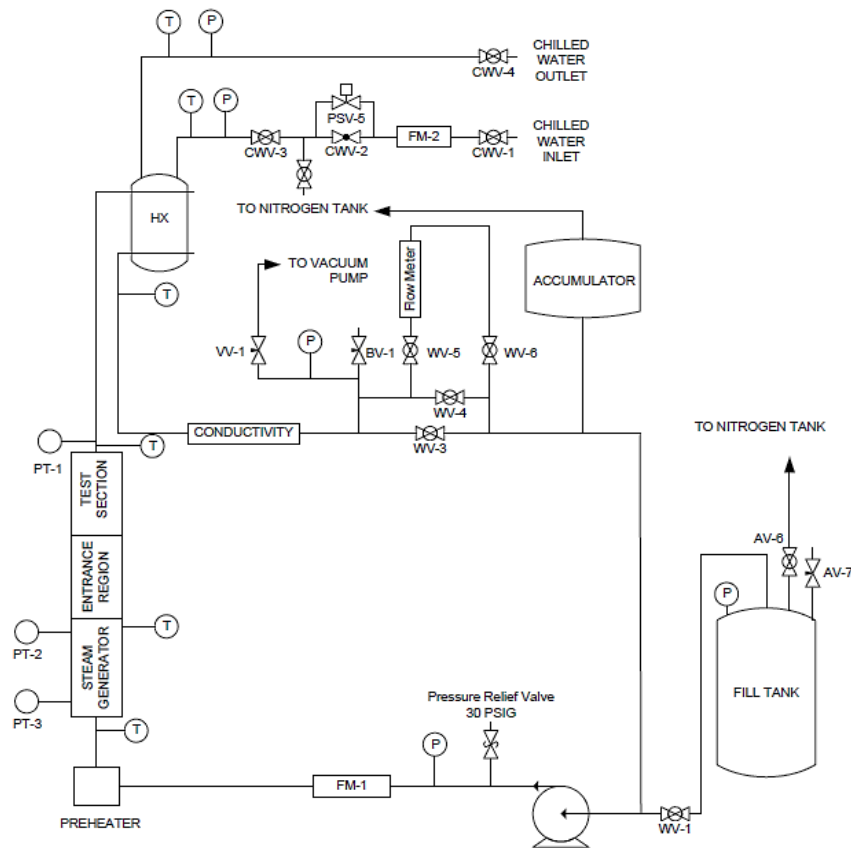 T
P
CWV-4
CHILLED
WATER
OUTLET
T
P
PSV-5
CWV-3
CWV-2
FM-2
CWV-1
CHILLED
WATER
INLET
HX
TO NITROGEN TANK
TO VACUUM
PUMP
Flow Meter
ACCUMULATOR
T
VV-1
P
BV-1
WV-5
WV-6
WV-4
CONDUCTIVITY
WV-3
TO NITROGEN TANK
PT-1
T
TEST
SECTION
ENTRANCE
REGION
STEAM
GENERATOR
PT-2
T
PT-3
T
AV-6
AV-7
P
FILL TANK
Pressure Relief Valve
30 PSIG
P
FM-1
PREHEATER
WV-1